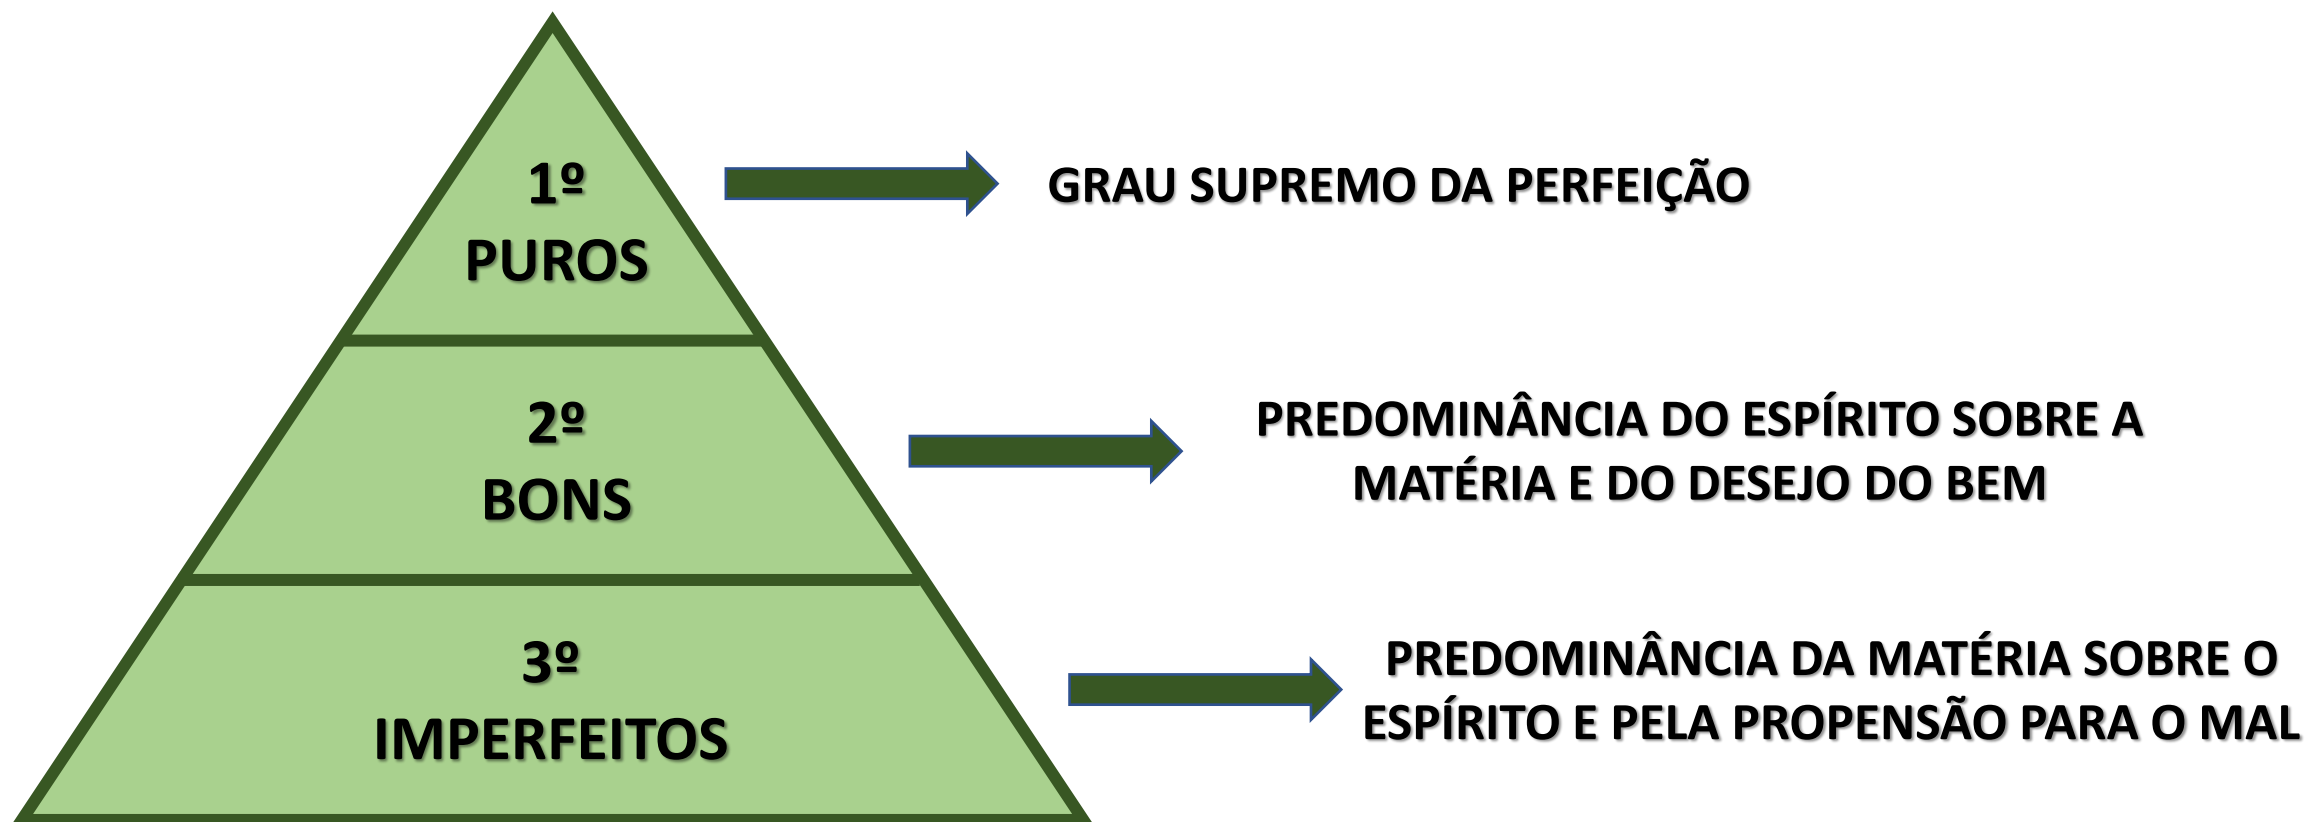 1º
PUROS
GRAU SUPREMO DA PERFEIÇÃO
2º
BONS
PREDOMINÂNCIA DO ESPÍRITO SOBRE A
MATÉRIA E DO DESEJO DO BEM
3º
IMPERFEITOS
PREDOMINÂNCIA DA MATÉRIA SOBRE O
ESPÍRITO E PELA PROPENSÃO PARA O MAL